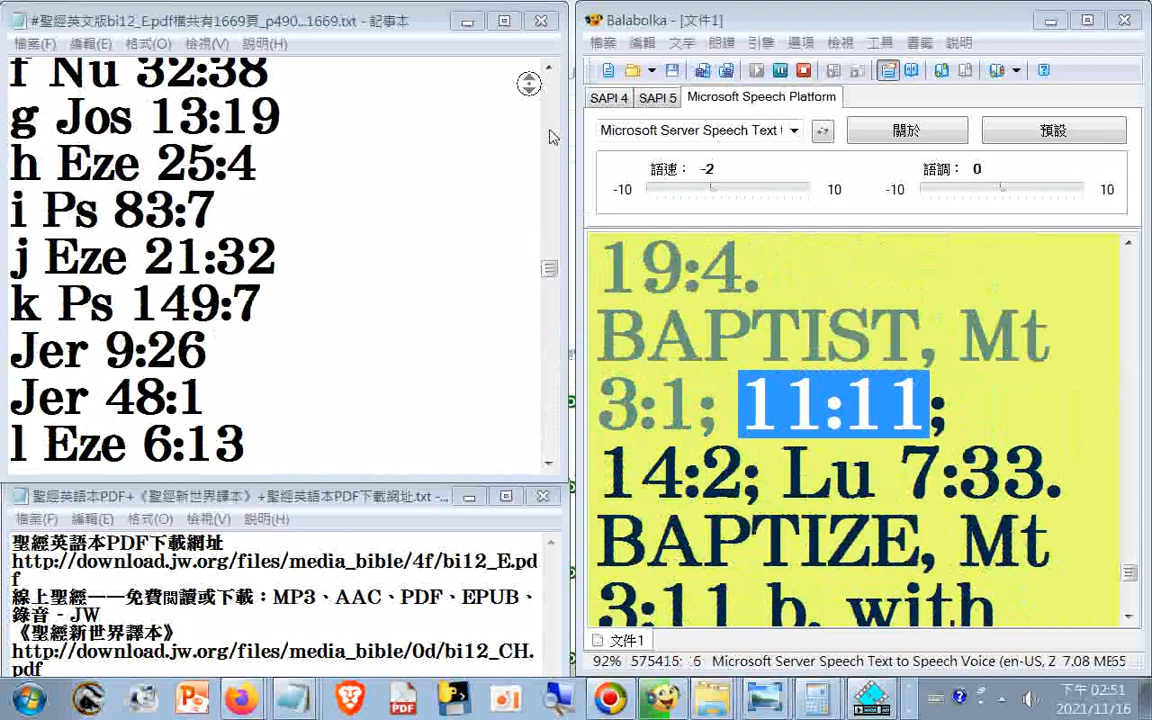 #聖經英文版bi12_E.pdf檔共有1669頁_p490...1669.txt - 記事本
檔案(F) 編輯(E) 格式(O) 檢視(V) 說明(H)
f Nu 32:38
g Jos 13:19
h Eze 25:4
i Ps 83:7
j Eze 21:32
k Ps 149:7
Jer 9:26
Jer 48:1
l Eze 6:13
聖經英語本PDF+《聖經新世界譯本》+聖經英語本PDF下載網址.txt -...
檔案(F) 編輯(E) 格式(O) 檢視(V) 說明(H)
聖經英語本PDF下載網址
http://download.jw.org/files/media_bible/4f/bi12_E.pd
f
線上聖經——免費閱讀或下載：MP3、AAC、PDF、EPUB、
錄音 - JW
《聖經新世界譯本》
http://download.jw.org/files/media_bible/0d/bi12_CH.
pdf
Balabolka - [文件1]
檔案 編輯 文字 朗讀 引擎 選項 檢視 工具 書籤 說明
SAPI 4 SAPI 5 Microsoft Speech Platform
Microsoft Server Speech Text 關於 預設
語速： -2 語調： 0
-10 10 -10 10
19:4.
BAPTIST, Mt
3:1; 11:11;
14:2; Lu 7:33.
BAPTIZE, Mt
3:11 b. with
文件1
92% 575415: 6 Microsoft Server Speech Text to Speech Voice (en-US, Z 7.08 ME55
PDF
下午 02:51
2021/11/16